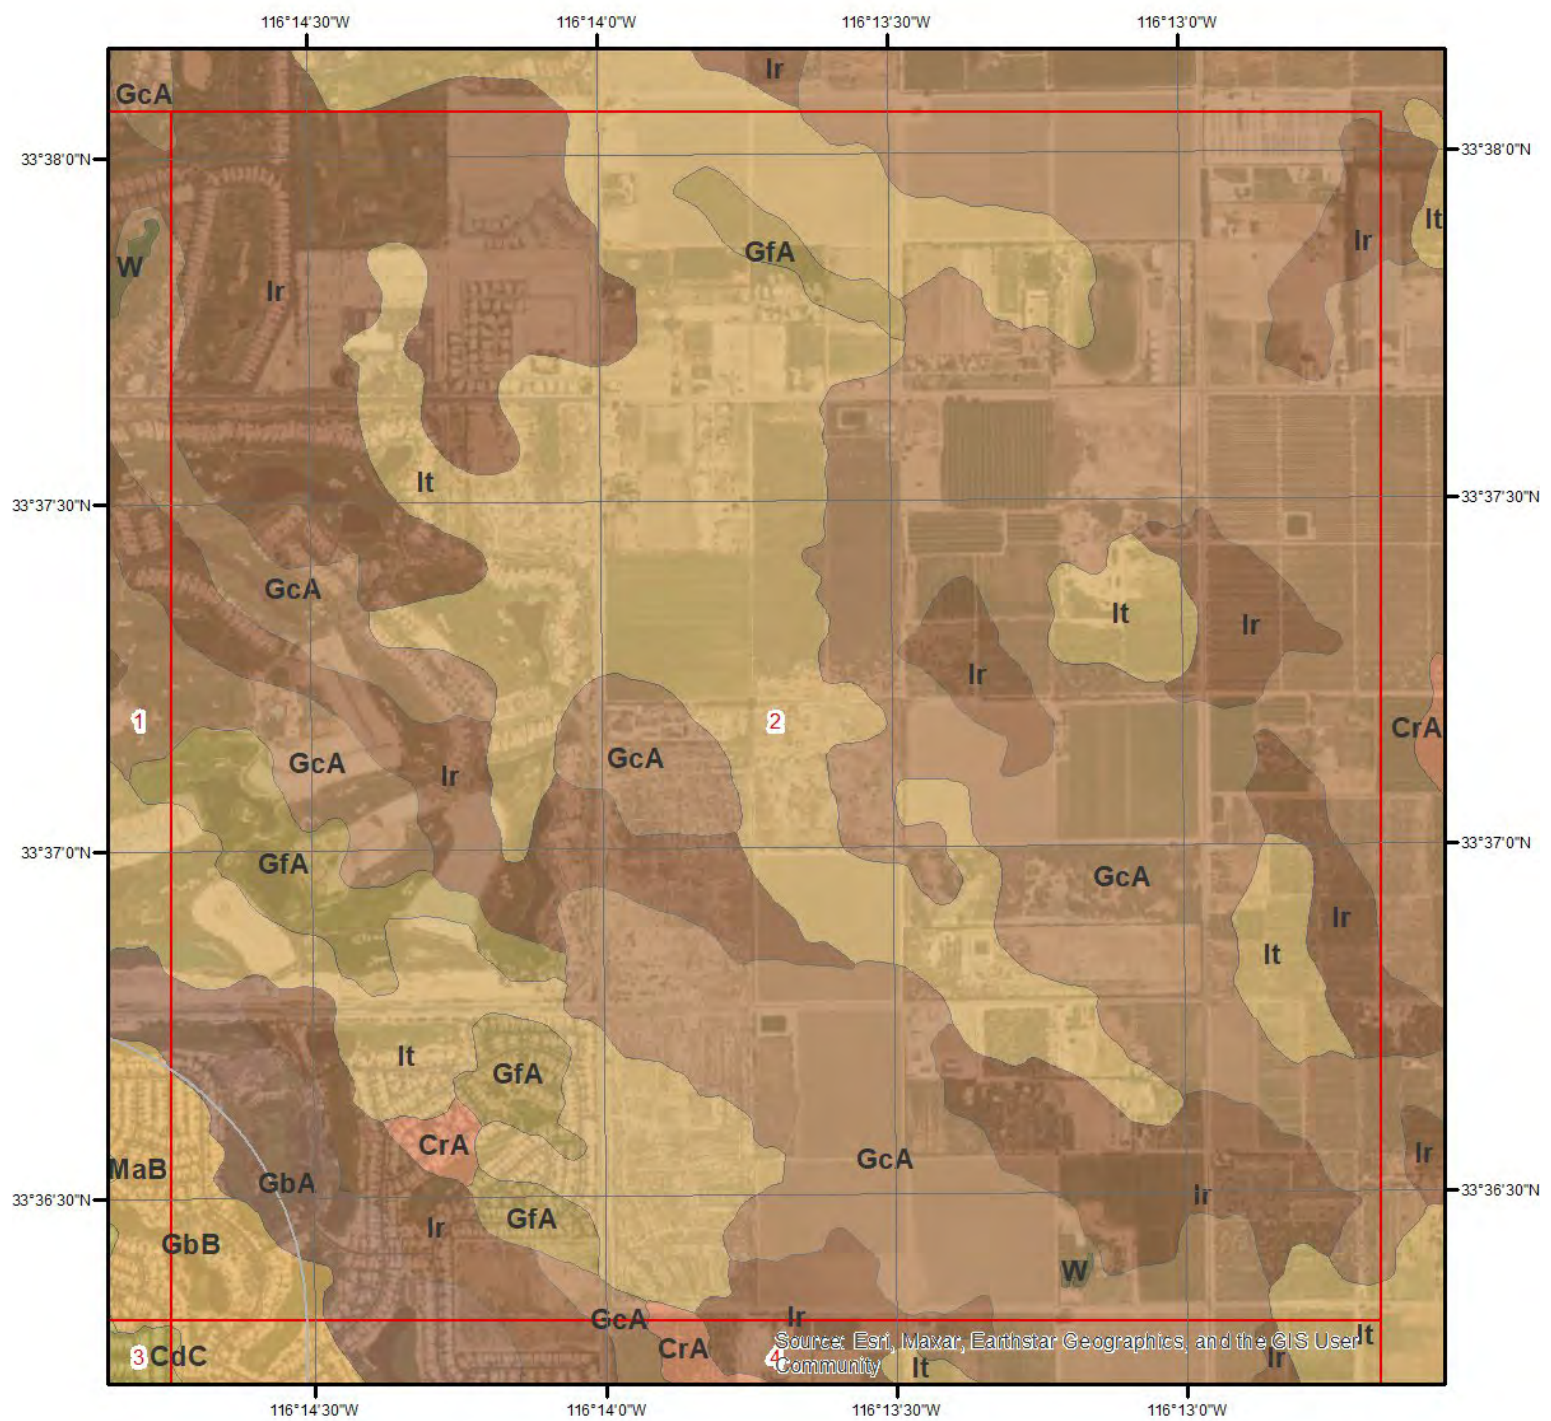 116°14'30"W 116°14'0"W 116°13'30"W 116°13'0"W
Ir
GcA
33°38'0"N 33°38'0"N
It
Ir
GfA
W
Ir
It
33°37'30"N 33°37'30"N
GcA
It
Ir
Ir
1 2
CrA
GcA
GcA
Ir
GfA
GcA
Ir
It
It
GfA
CrA
Ir
GcA
MaB
GbA
33°36'30"N 33°36'30"N
Ir
GfA
Ir
GbB
W
Ir
GcA
It
CrA
Source: Esri, Maxar, Earthstar Geographics, and the GIS User
Community
3 CdC
4
It
Ir
33°37'0"N 33°37'0"N
116°14'30"W 116°14'0"W 116°13'30"W 116°13'0"W